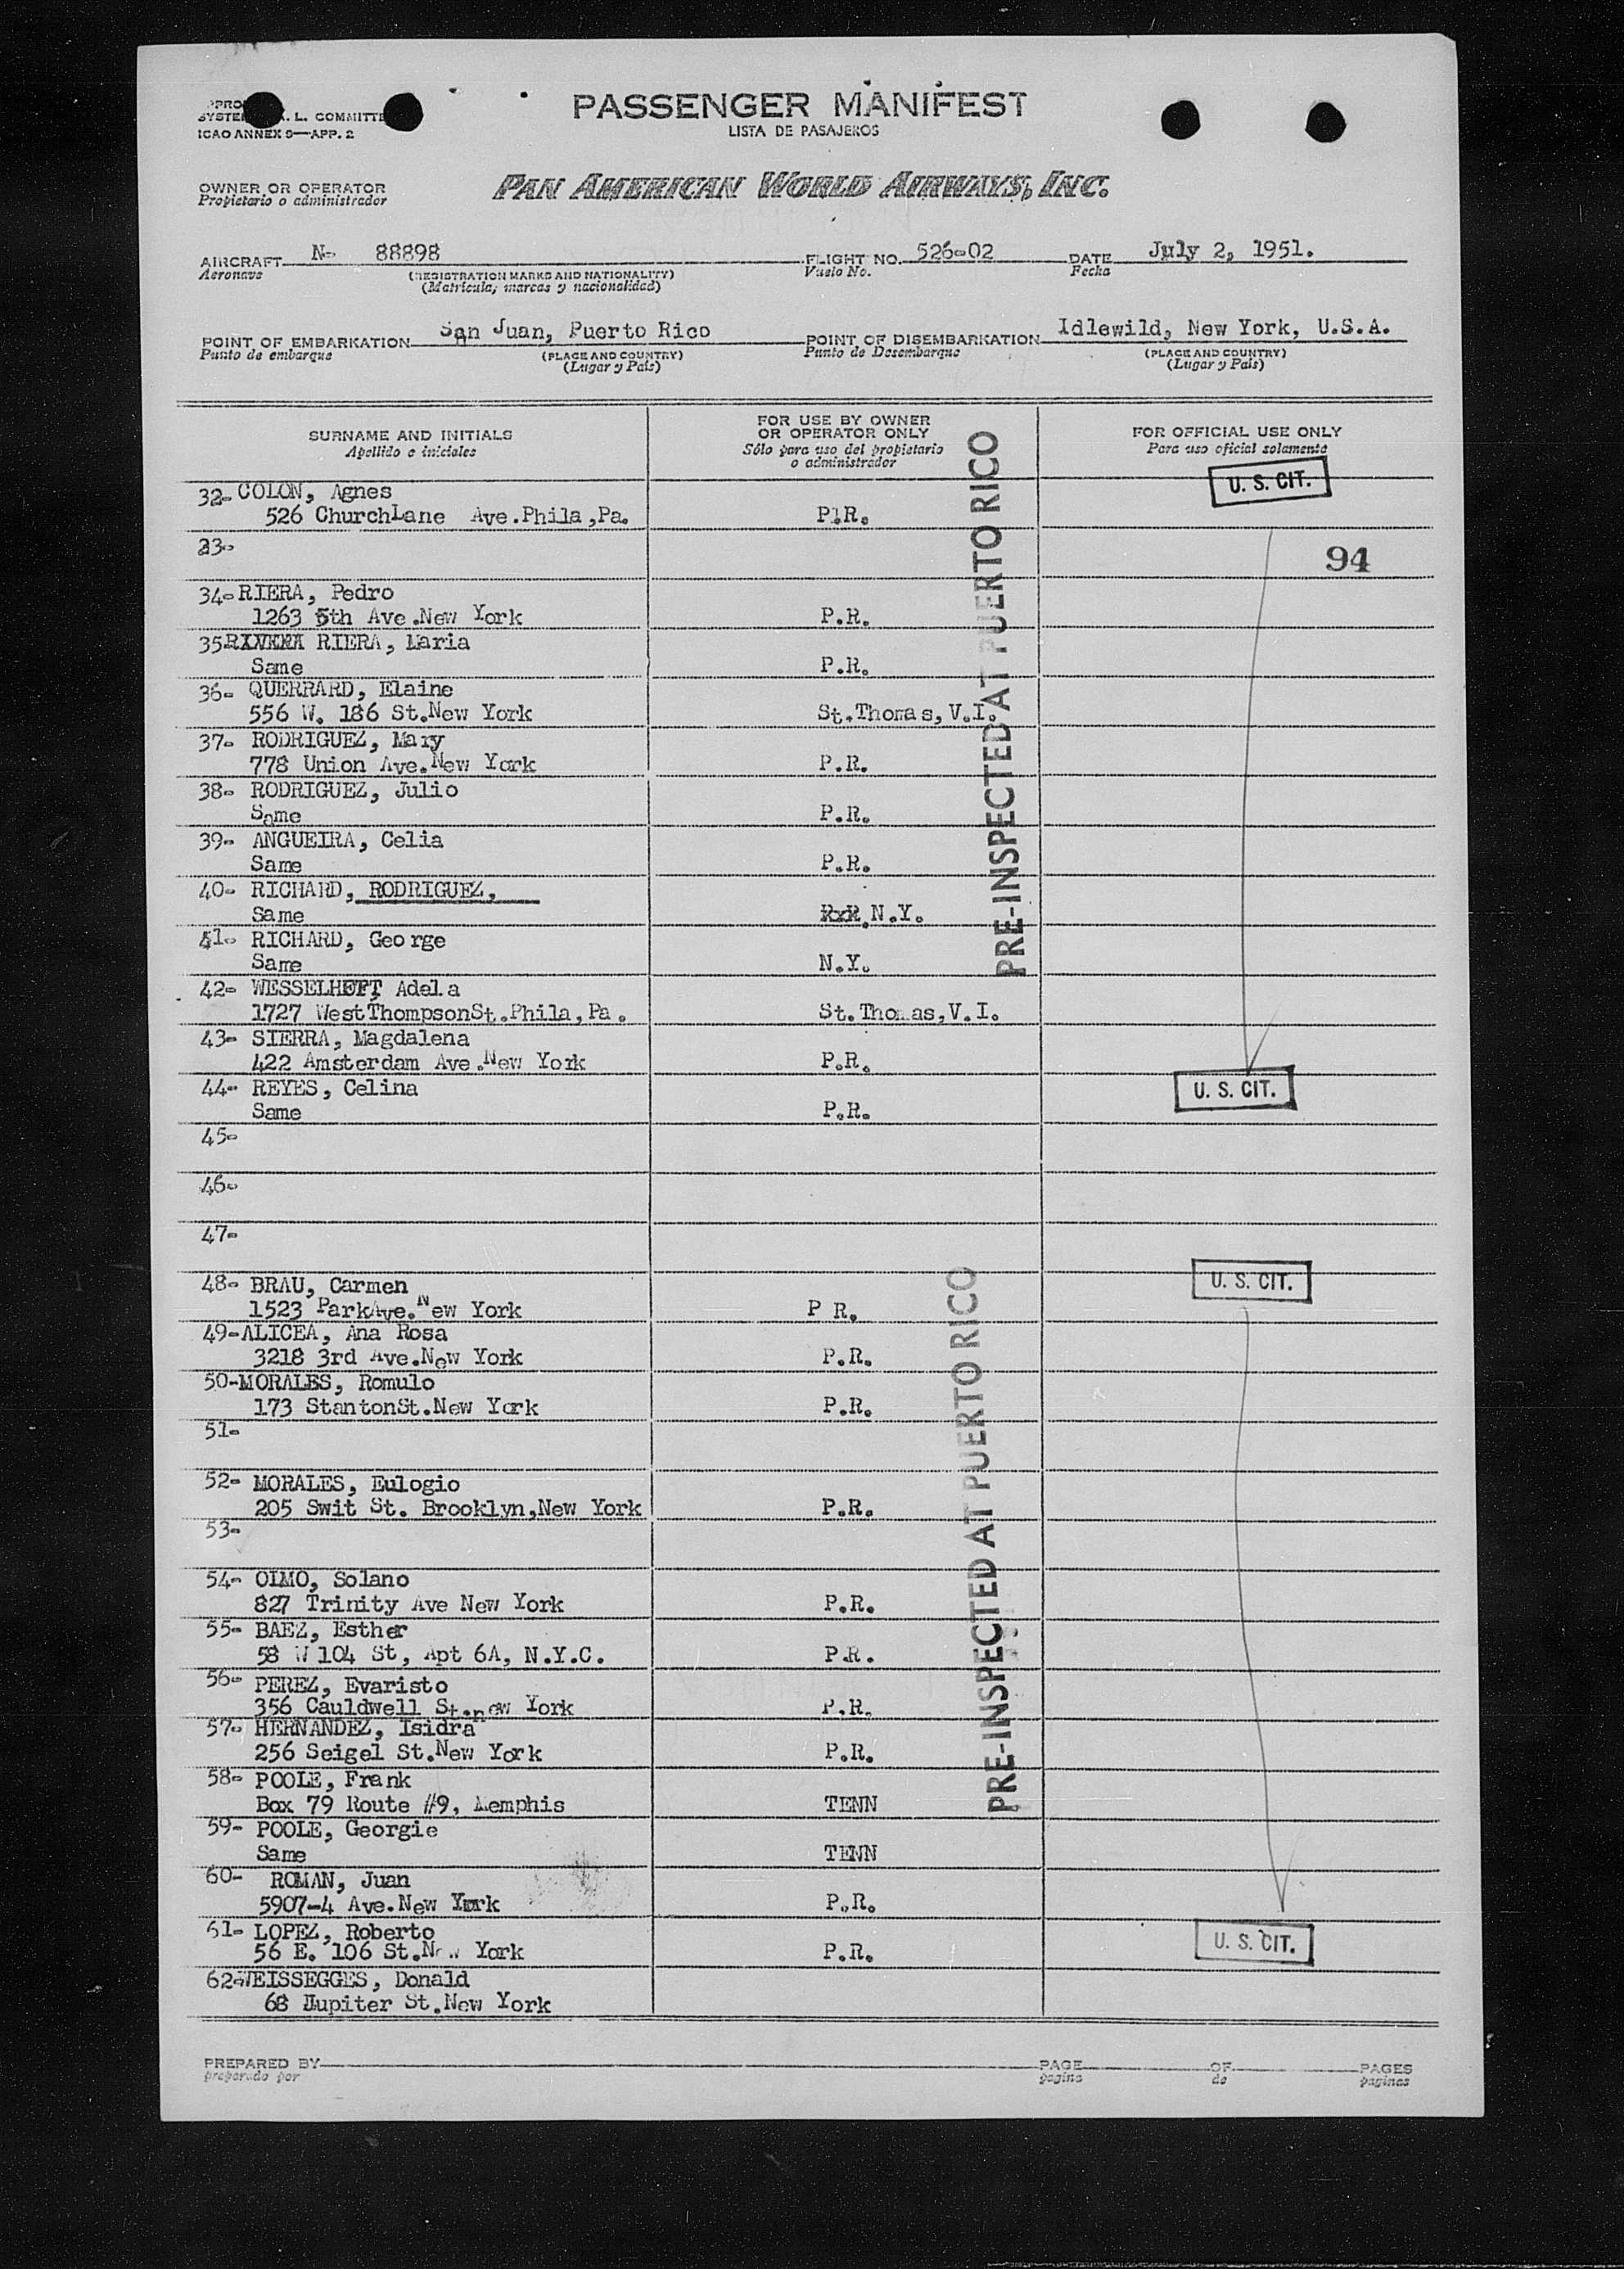 PASSENGER MANIFEST
LISTA DE PASAJEROS
L. COMMITTE
ICAO ANNEX 9—APP. 2
OWNER OR OPERATOR
Propietario o administrador
PAN AMERICAN WORLD AIRWAYS, INC.
AIRCRAFT N- 88898 FLIGHT NO. 526-02 DATE July 2, 1951.
Aeronave (REGISTRATION MARKS AND NATIONALITY) Vuelo No. Fecha
(Matricula, marcas y nacionalidad)
POINT OF EMBARKATION San Juan, Puerto Rico POINT OF DISEMBARKATION Idlewild, New York, U.S.A.
Punto de embarque (PLACE AND COUNTRY) Punto de Desembarque (PLACE AND COUNTRY)
(Lugar y Pais) (Lugar y Pais)
SURNAME AND INITIALS
Apellido e iniciales
FOR USE BY OWNER
OR OPERATOR ONLY
Sólo para uso del propietario
o administrador
FOR OFFICIAL USE ONLY
Para uso oficial solamente
U. S. CIT.
32- COLON, Agnes
526 ChurchLane Ave.Phila,Pa. P.R.
33-
94
34-RIERA, Pedro
1263 5th Ave.New York P.R.
35 RIERA, Maria
Same P.R.
36- QUERRARD, Elaine
556 W. 186 St.New York St.Thomas,V.I.
37- RODRIGUEZ, Mary
778 Union Ave.New York P.R.
38- RODRIGUEZ, Julio
Same P.R.
39- ANGUEIRA, Celia
Same P.R.
40- RICHARD, RODRIGUEZ,
Same N.Y.
41- RICHARD, George
Same N.Y.
42- WESSELHEFT Adela
1727 WestThompsonSt.Phila,Pa. St.Thomas,V.I.
43- SIERRA, Magdalena
422 Amsterdam Ave.New York P.R.
44- REYES, Celina
Same P.R.
U. S. CIT.
45-
46-
47-
48- BRAU, Carmen
U. S. CIT.
1523 ParkAve.New York P R.
49-ALICEA, Ana Rosa
3218 3rd Ave.New York P.R.
50-MORALES, Romulo
173 StantonSt.New York P.R.
51-
52- MORALES, Eulogio
205 Swit St. Brooklyn,New York P.R.
53-
54- OIMO, Solano
827 Trinity Ave New York P.R.
55- BAEZ, Esther
58 W 104 St, Apt 6A, N.Y.C. P.R.
56- PEREZ, Evaristo
356 Cauldwell St.new York P.R.
57- HERNANDEZ, Isidra
256 Seigel St.New York P.R.
58- POOLE, Frank
Box 79 Route #9, Memphis TENN
59- POOLE, Georgie
Same TENN
60- ROMAN, Juan
5907-4 Ave.New York P.R.
61- LOPEZ, Roberto
56 E. 106 St.New York P.R.
U. S. CIT.
62-WEISSEGGES, Donald
68 Jupiter St.New York
PRE-INSPECTED AT PUERTO RICO
PRE-INSPECTED AT PUERTO RICO
PREPARED BY PAGE OF PAGES
preparado por pagina de paginas